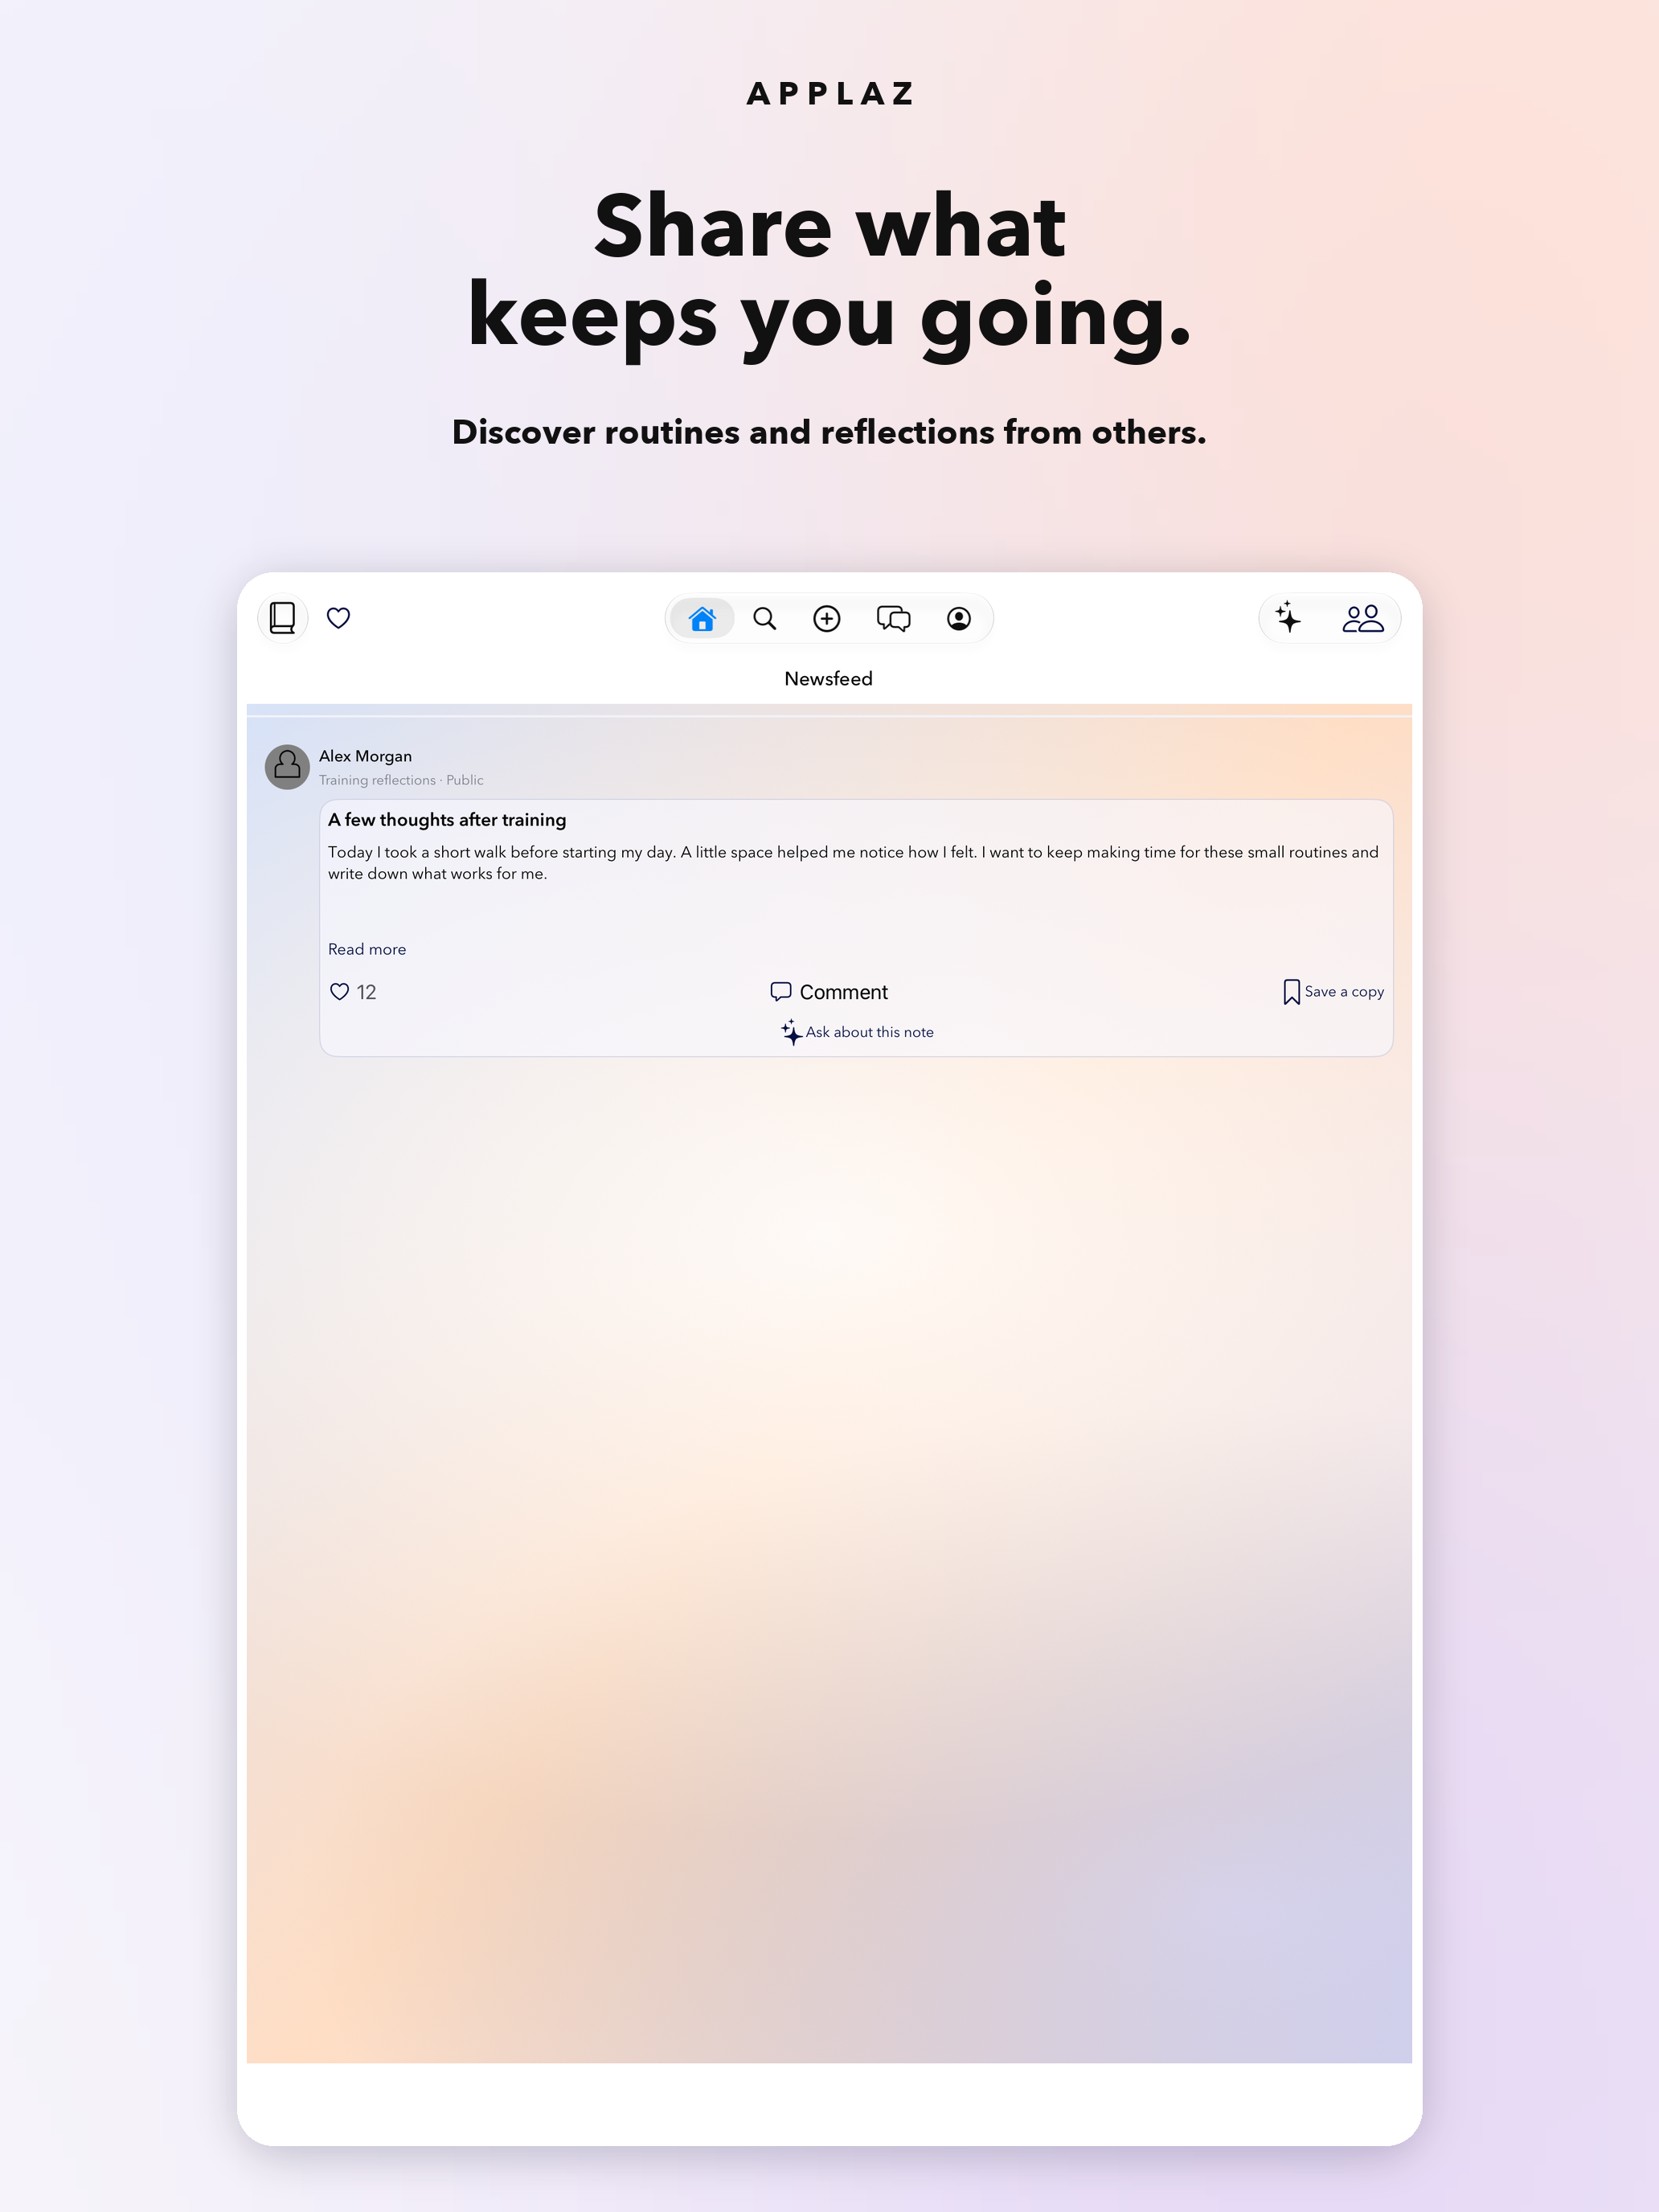 APPLAZ
Share what
keeps you going.
Discover routines and reflections from others.
Newsfeed
Alex Morgan
Training reflections · Public
A few thoughts after training
Today I took a short walk before starting my day. A little space helped me notice how I felt. I want to keep making time for these small routines and
write down what works for me.
Read more
12
Comment
Save a copy
Ask about this note